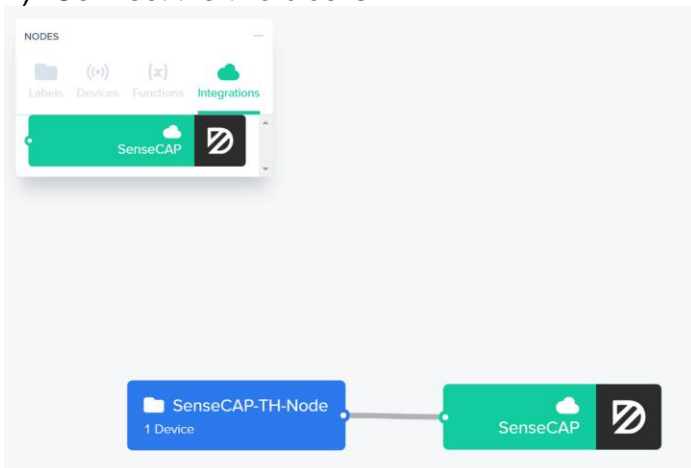 NODES
Labels Devices Functions Integrations
SenseCAP
SenseCAP-TH-Node
1 Device
SenseCAP